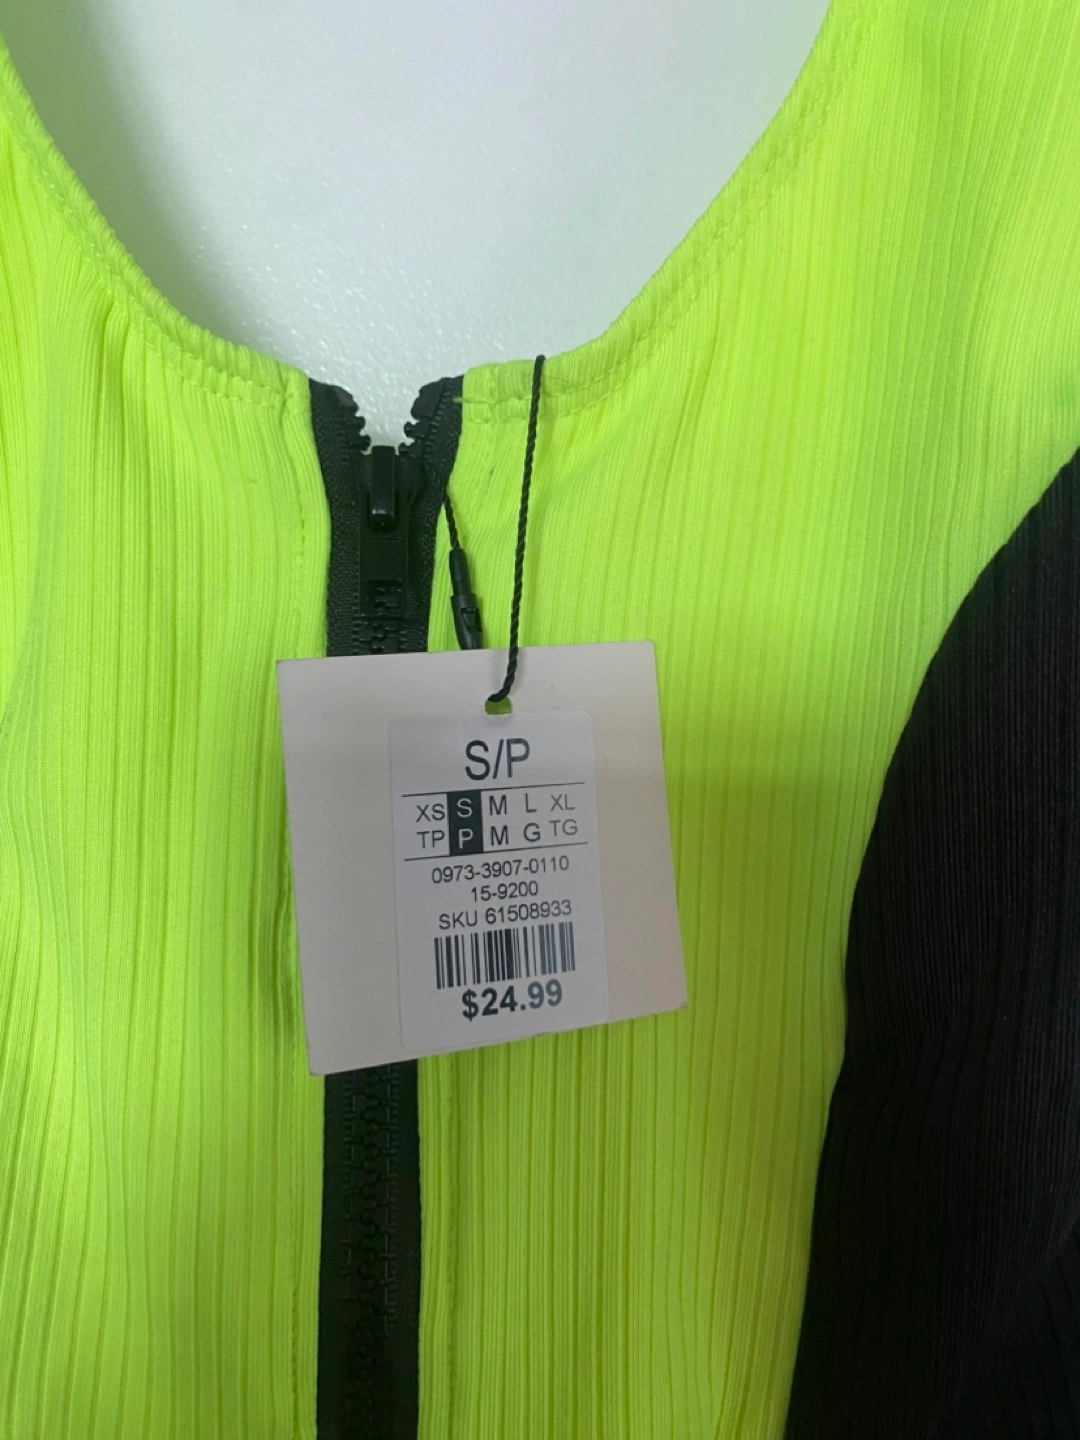 S/P
XS S M L XL
TP P M G TG
0973-3907-0110
15-9200
SKU 61508933
$24.99